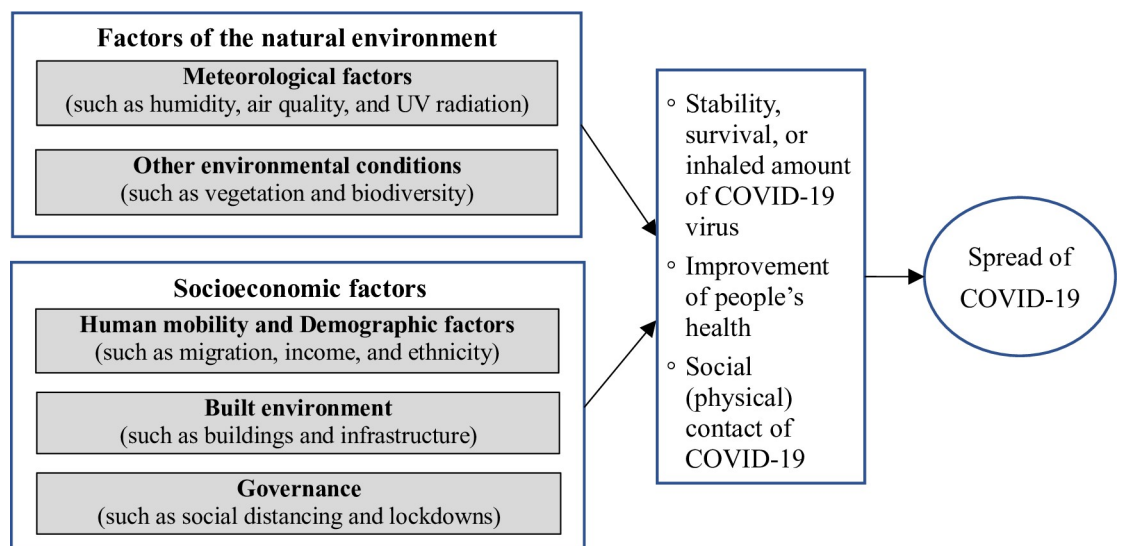 Factors of the natural environment
Meteorological factors
(such as humidity, air quality, and UV radiation)
Other environmental conditions
(such as vegetation and biodiversity)
Socioeconomic factors
Human mobility and Demographic factors
(such as migration, income, and ethnicity)
Built environment
(such as buildings and infrastructure)
Governance
(such as social distancing and lockdowns)
◦ Stability,
survival, or
inhaled amount
of COVID-19
virus
◦ Improvement
of people’s
health
◦ Social
(physical)
contact of
COVID-19
Spread of
COVID-19